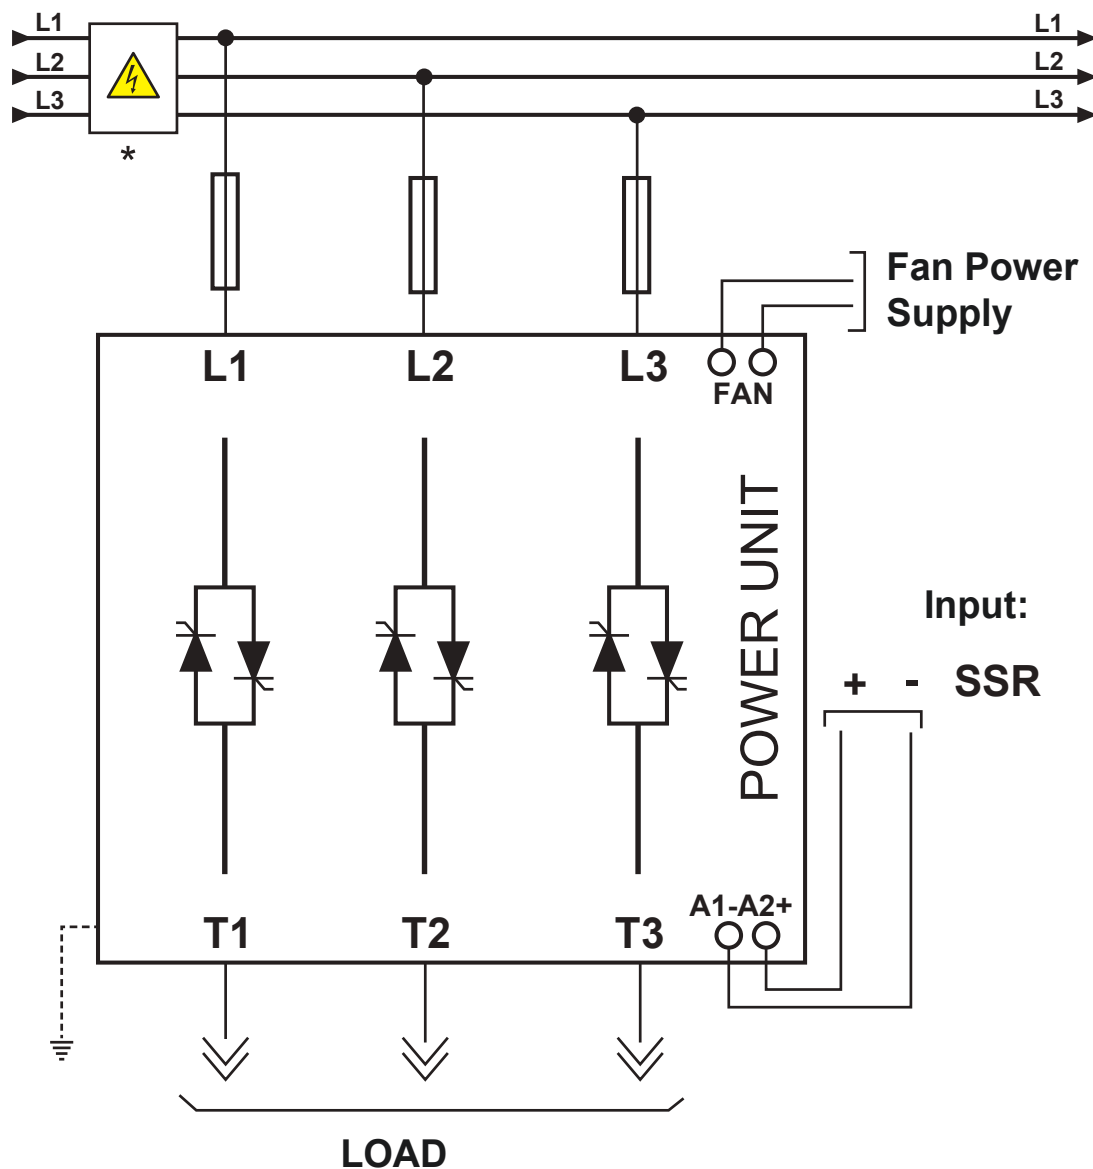 L1 L1
L2 L2
L3 L3
*
Fan Power
Supply
L1 L2 L3
FAN
POWER UNIT
Input:
+ - SSR
A1-A2+
T1 T2 T3
LOAD